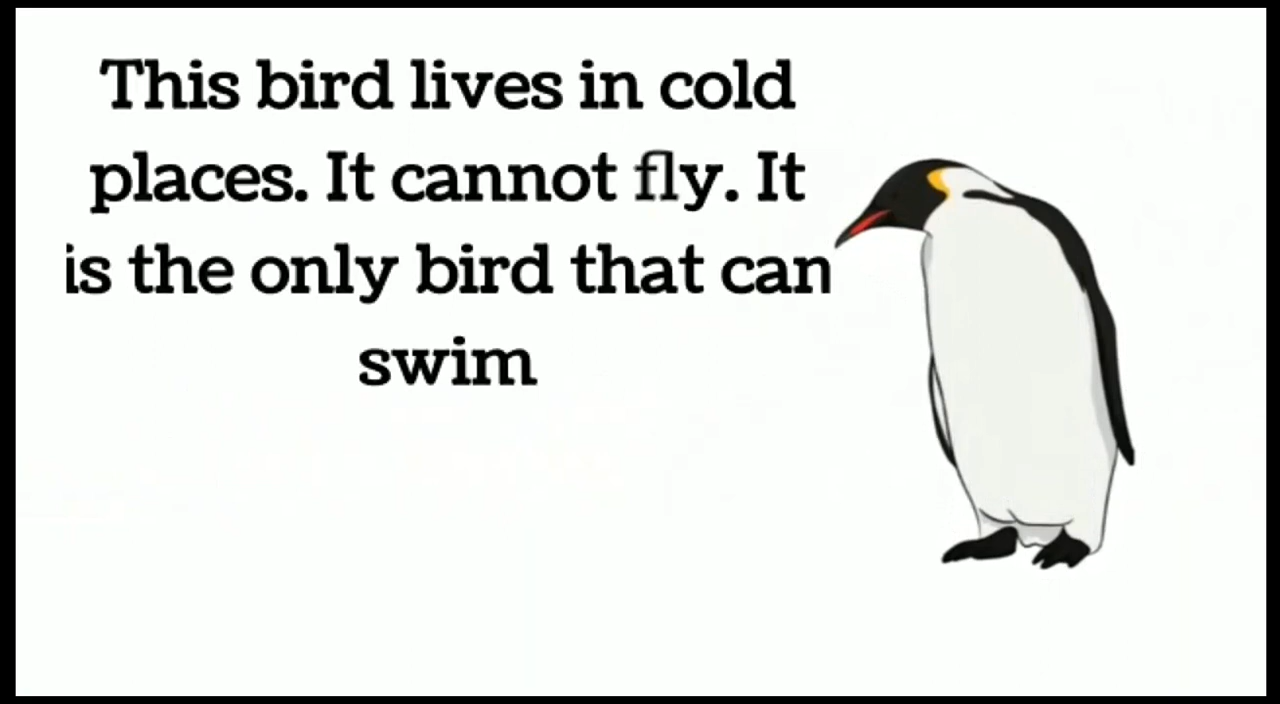 This bird lives in cold
places. It cannot fly. It
is the only bird that can
swim